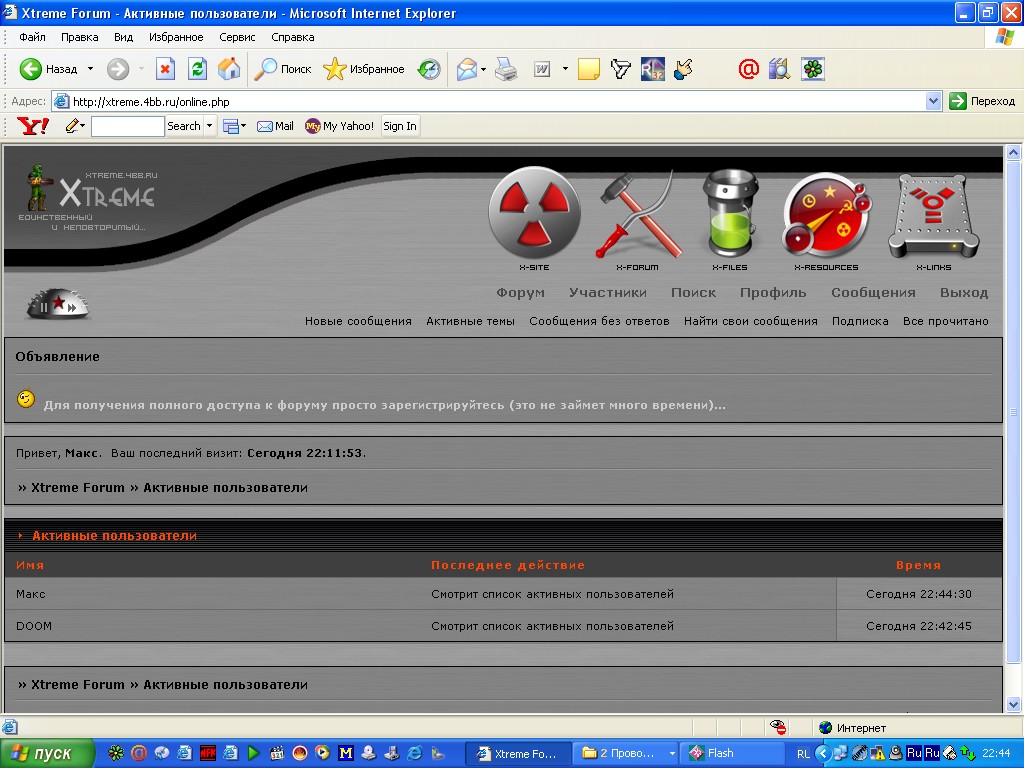 Xtreme Forum - Активные пользователи - Microsoft Internet Explorer
Файл Правка Вид Избранное Сервис Справка
Назад Поиск Избранное
Адрес: http://xtreme.4bb.ru/online.php Переход
Y! Search Mail My Yahoo! Sign In
XTREME.4BB.RU
XTREME
ЕДИНСТВЕННЫЙ
И НЕПОВТОРИМЫЙ...
X-SITE X-FORUM X-FILES X-RESOURCES X-LINKS
Форум Участники Поиск Профиль Сообщения Выход
Новые сообщения Активные темы Сообщения без ответов Найти свои сообщения Подписка Все прочитано
Объявление
Для получения полного доступа к форуму просто зарегистрируйтесь (это не займет много времени)...
Привет, Макс. Ваш последний визит: Сегодня 22:11:53.
» Xtreme Forum » Активные пользователи
Активные пользователи
Имя Последнее действие Время
Макс Смотрит список активных пользователей Сегодня 22:44:30
DOOM Смотрит список активных пользователей Сегодня 22:42:45
» Xtreme Forum » Активные пользователи
Интернет
пуск Xtreme Fo... 2 Прово... Flash RL Ru Ru 22:44